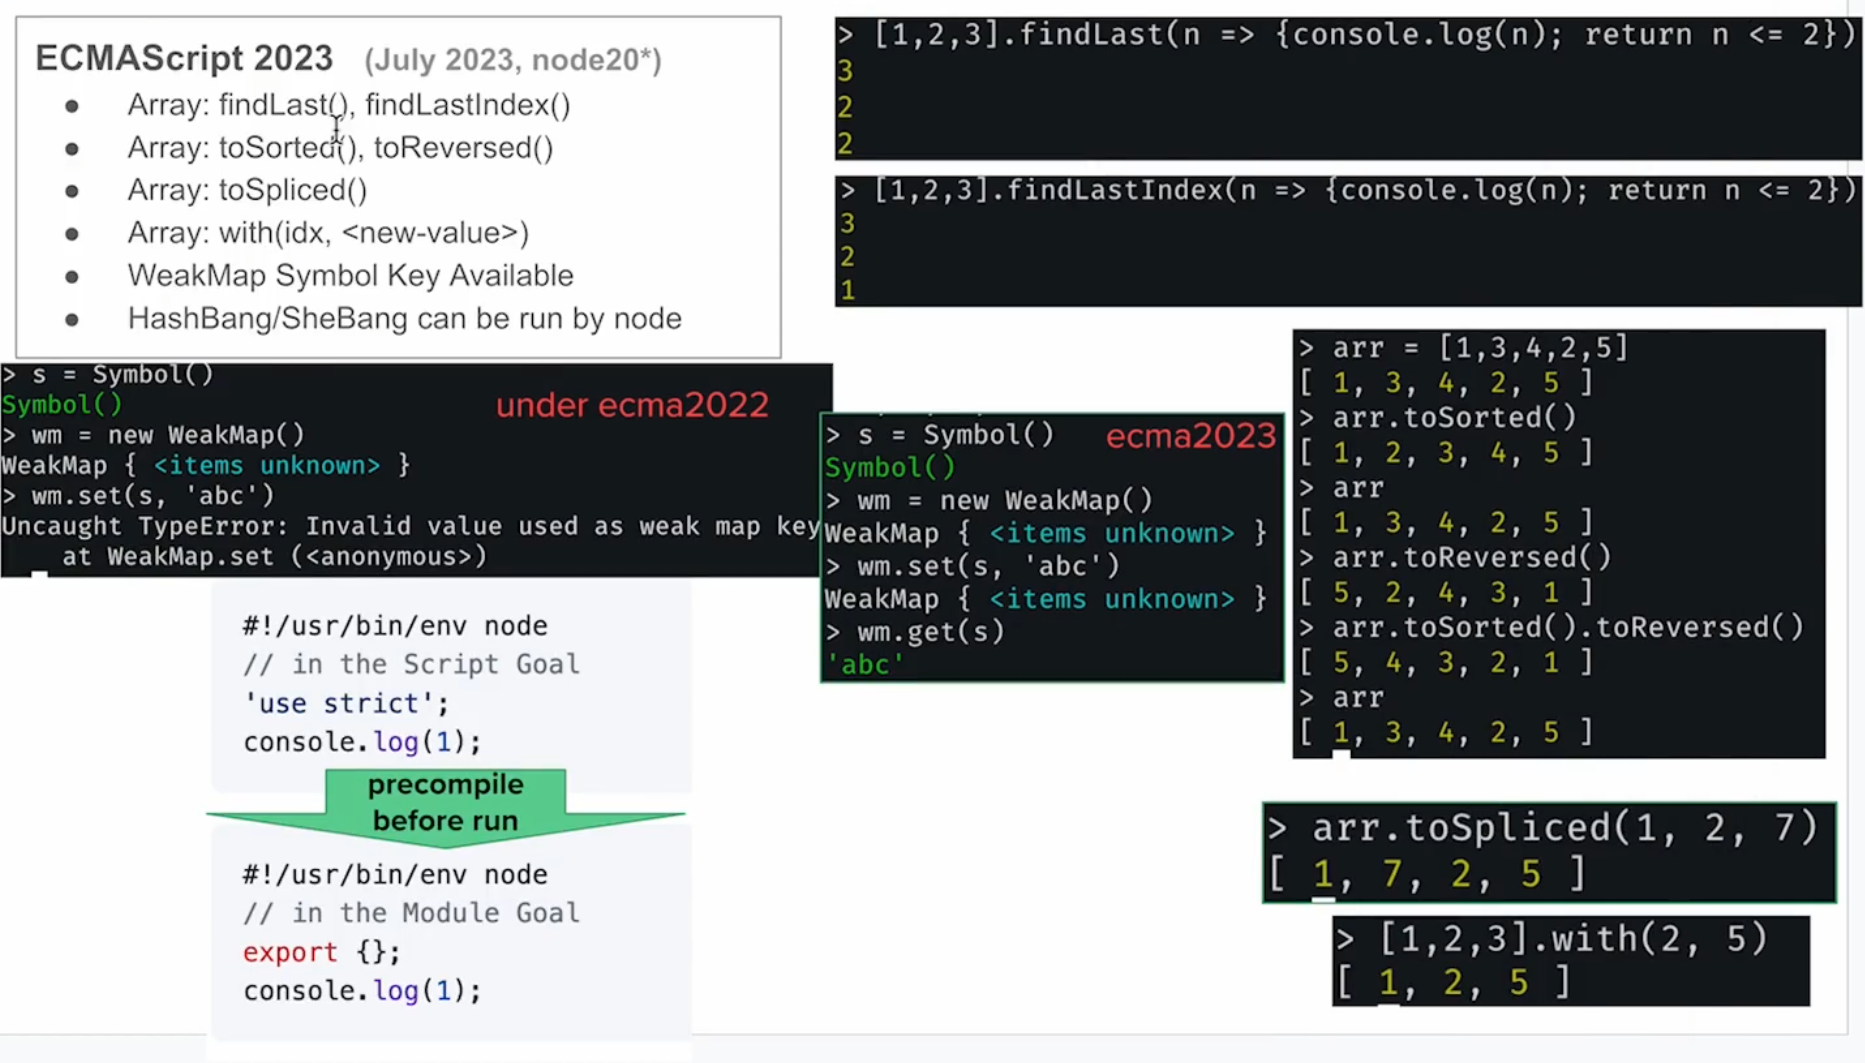 ECMAScript 2023 (July 2023, node20*)
● Array: findLast(), findLastIndex()
● Array: toSorted(), toReversed()
● Array: toSpliced()
● Array: with(idx, <new-value>)
● WeakMap Symbol Key Available
● HashBang/SheBang can be run by node
> [1,2,3].findLast(n => {console.log(n); return n <= 2})
3
2
2
> [1,2,3].findLastIndex(n => {console.log(n); return n <= 2})
3
2
1
> s = Symbol()
Symbol()
under ecma2022
> wm = new WeakMap()
WeakMap { <items unknown> }
> wm.set(s, 'abc')
Uncaught TypeError: Invalid value used as weak map key
at WeakMap.set (<anonymous>)
> s = Symbol()
ecma2023
Symbol()
> wm = new WeakMap()
WeakMap { <items unknown> }
> wm.set(s, 'abc')
WeakMap { <items unknown> }
> wm.get(s)
'abc'
> arr = [1,3,4,2,5]
[ 1, 3, 4, 2, 5 ]
> arr.toSorted()
[ 1, 2, 3, 4, 5 ]
> arr
[ 1, 3, 4, 2, 5 ]
> arr.toReversed()
[ 5, 2, 4, 3, 1 ]
> arr.toSorted().toReversed()
[ 5, 4, 3, 2, 1 ]
> arr
[ 1, 3, 4, 2, 5 ]
#!/usr/bin/env node
// in the Script Goal
'use strict';
console.log(1);
precompile
before run
#!/usr/bin/env node
// in the Module Goal
export {};
console.log(1);
> arr.toSpliced(1, 2, 7)
[ 1, 7, 2, 5 ]
> [1,2,3].with(2, 5)
[ 1, 2, 5 ]